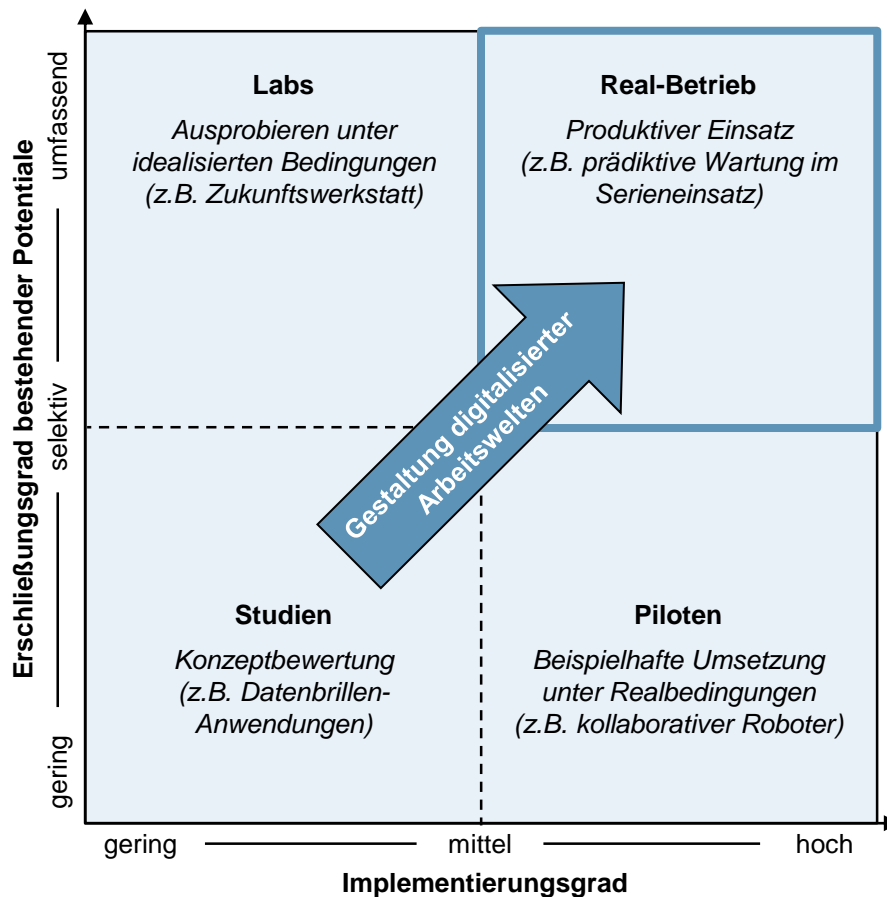 Erschließungsgrad bestehender Potentiale
umfassend
selektiv
gering
Labs
Ausprobieren unter
idealisierten Bedingungen
(z.B. Zukunftswerkstatt)
Real-Betrieb
Produktiver Einsatz
(z.B. prädiktive Wartung im
Serieneinsatz)
Gestaltung digitalisierter
Arbeitswelten
Studien
Konzeptbewertung
(z.B. Datenbrillen-
Anwendungen)
Piloten
Beispielhafte Umsetzung
unter Realbedingungen
(z.B. kollaborativer Roboter)
gering
mittel
hoch
Implementierungsgrad